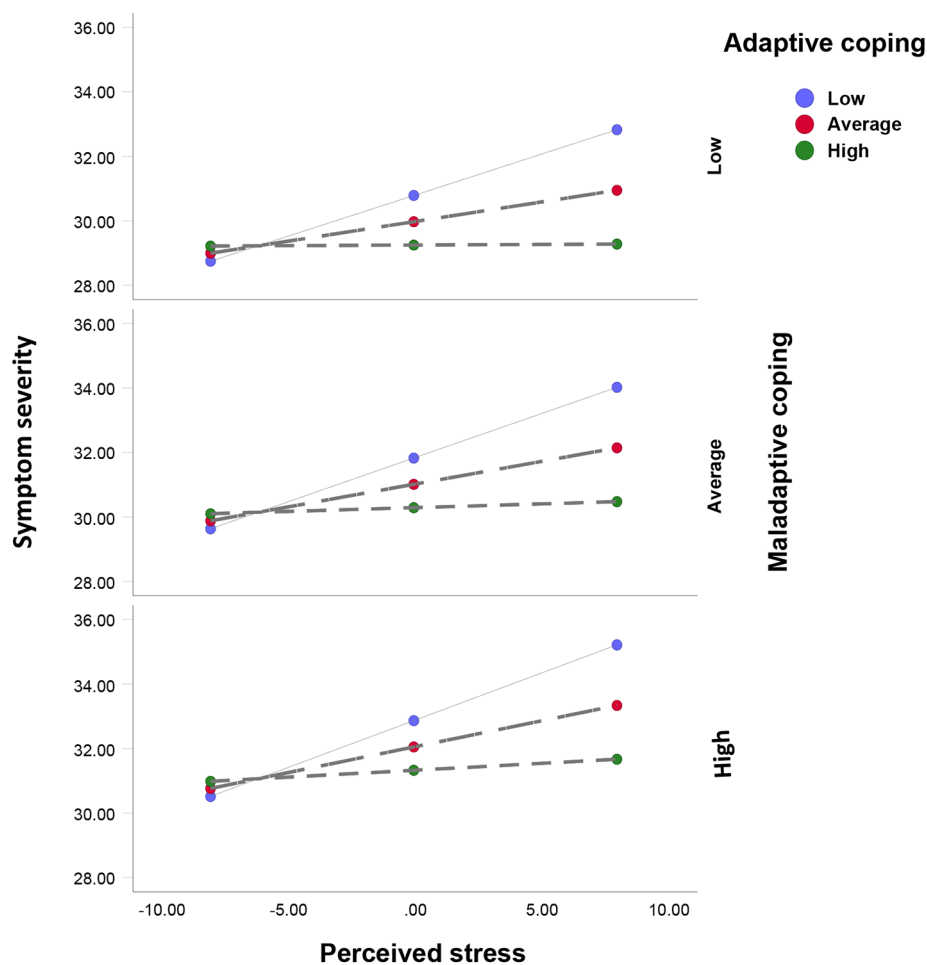 Adaptive coping
Low
Average
High
Symptom severity
Maladaptive coping
36.00
34.00
32.00
30.00
28.00
Low
36.00
34.00
32.00
30.00
28.00
Average
36.00
34.00
32.00
30.00
28.00
High
-10.00 -5.00 .00 5.00 10.00
Perceived stress